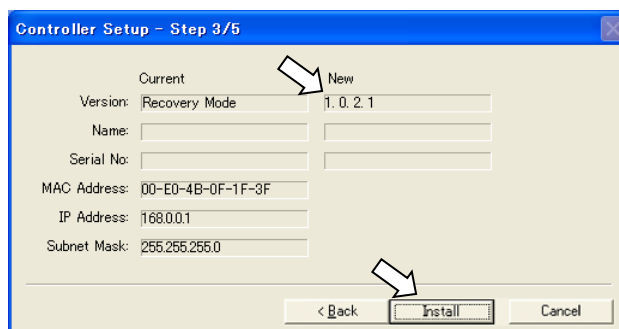 Controller Setup - Step 3/5
Current New
Version: Recovery Mode 1. 0. 2. 1
Name:
Serial No:
MAC Address: 00-E0-4B-0F-1F-3F
IP Address: 168.0.0.1
Subnet Mask: 255.255.255.0
< Back Install Cancel